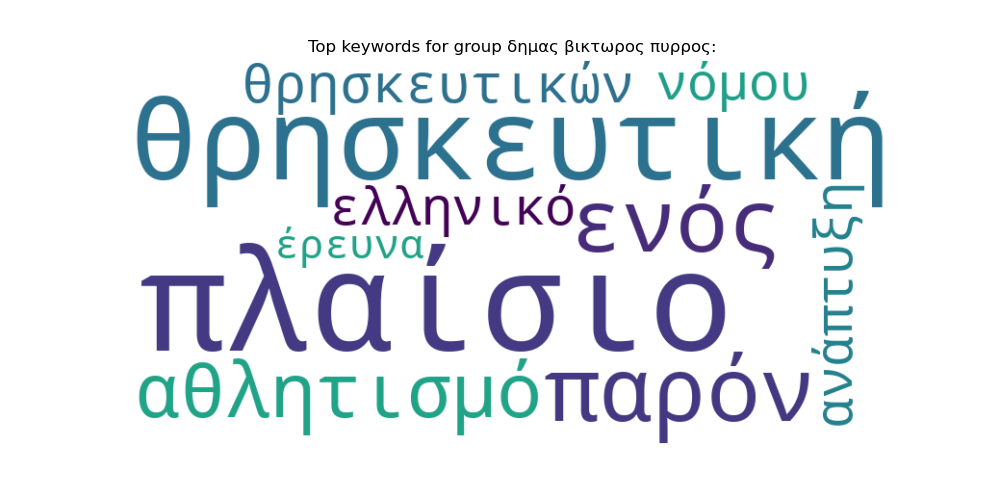 Top keywords for group δημας βικτωρος πυρρος:
θρησκευτικών νόμου
θρησκευτική
ελληνικό ενός
έρευνα
ανάπτυξη
πλαίσιο
αθλητισμό παρόν